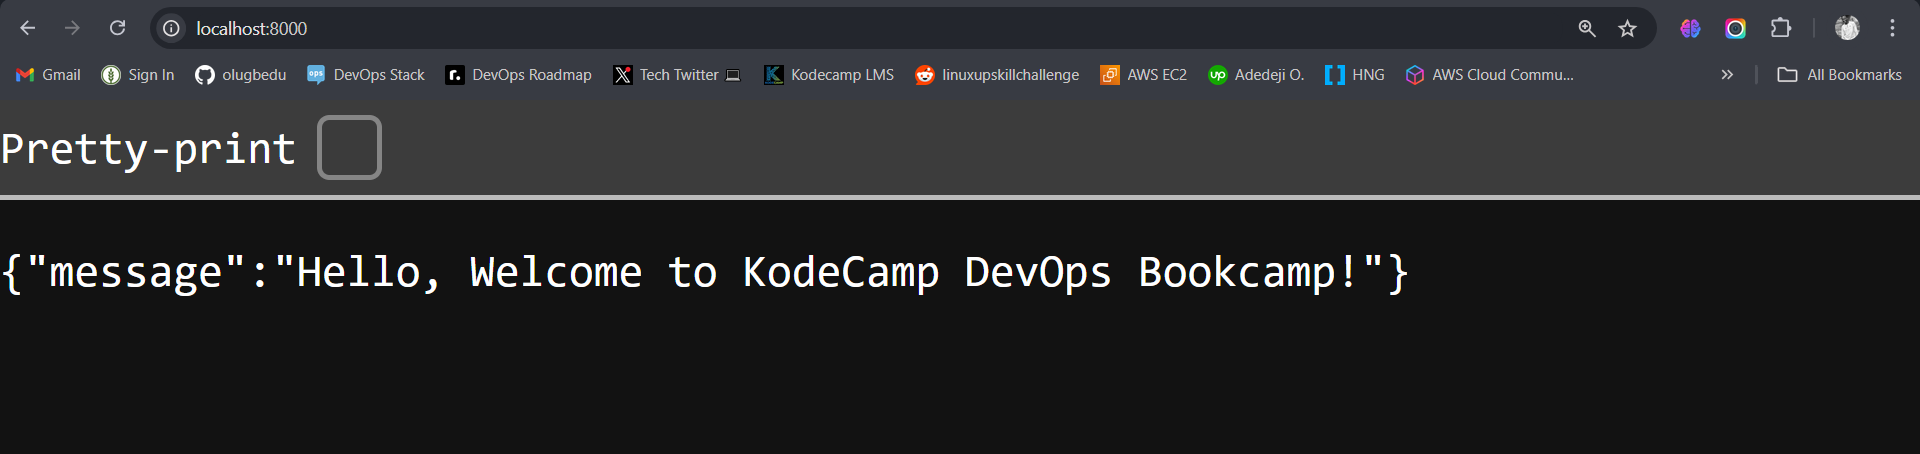 localhost:8000
Gmail Sign In olugbedu DevOps Stack DevOps Roadmap Tech Twitter Kodecamp LMS linuxupskillchallenge AWS EC2 Adedeji O. HNG AWS Cloud Commu... » All Bookmarks
Pretty-print
{"message":"Hello, Welcome to KodeCamp DevOps Bookcamp!"}